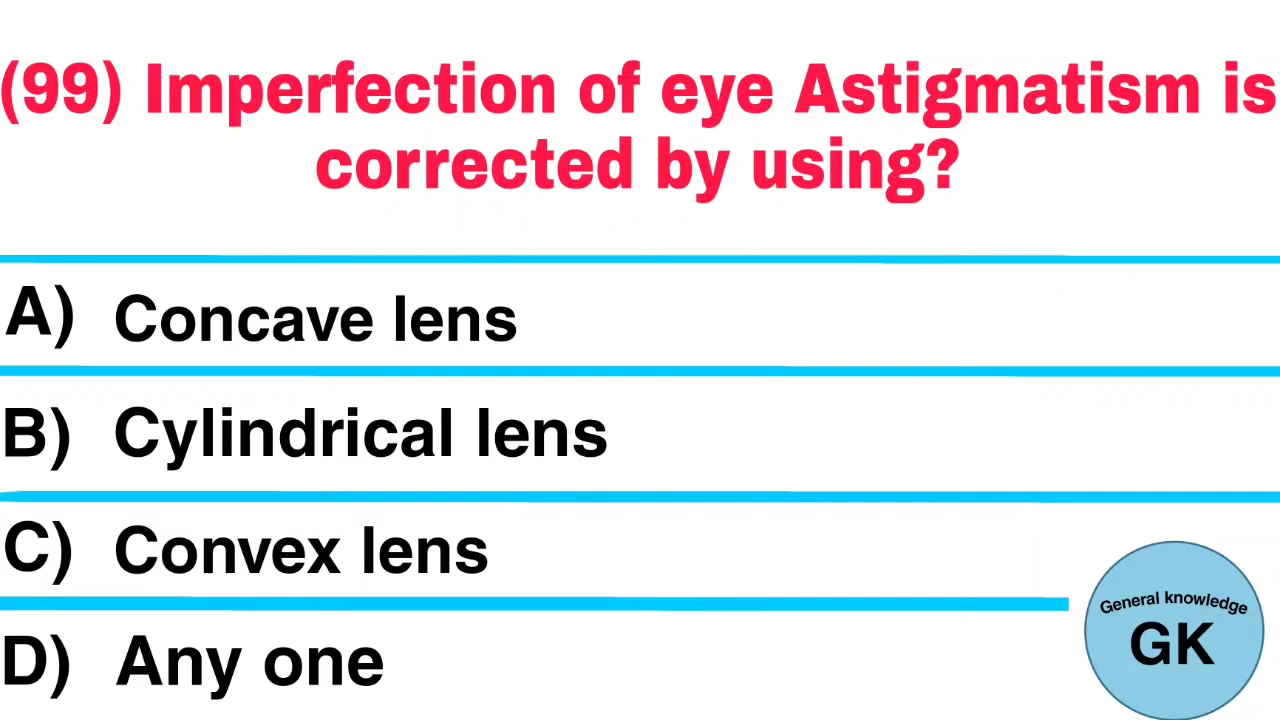 (99) Imperfection of eye Astigmatism is
corrected by using?
A) Concave lens
B) Cylindrical lens
C) Convex lens
D) Any one
General knowledge
GK